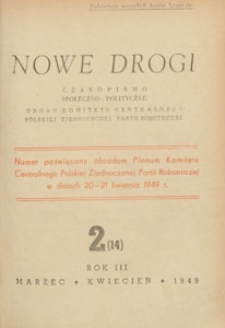 NOWE DROGI
CZASOPISMO
SPOŁECZNO - POLITYCZNE
ORGAN KOMITETU CENTRALNEGO
POLSKIEJ ZJEDNOCZONEJ PARTII ROBOTNICZEJ
Numer poświęcony obradom Plenum Komitetu
Centralnego Polskiej Zjednoczonej Partii Robotniczej
w dniach 20-21 kwietnia 1949 r.
2 (14)
ROK III
MARZEC - KWIECIEŃ • 1949